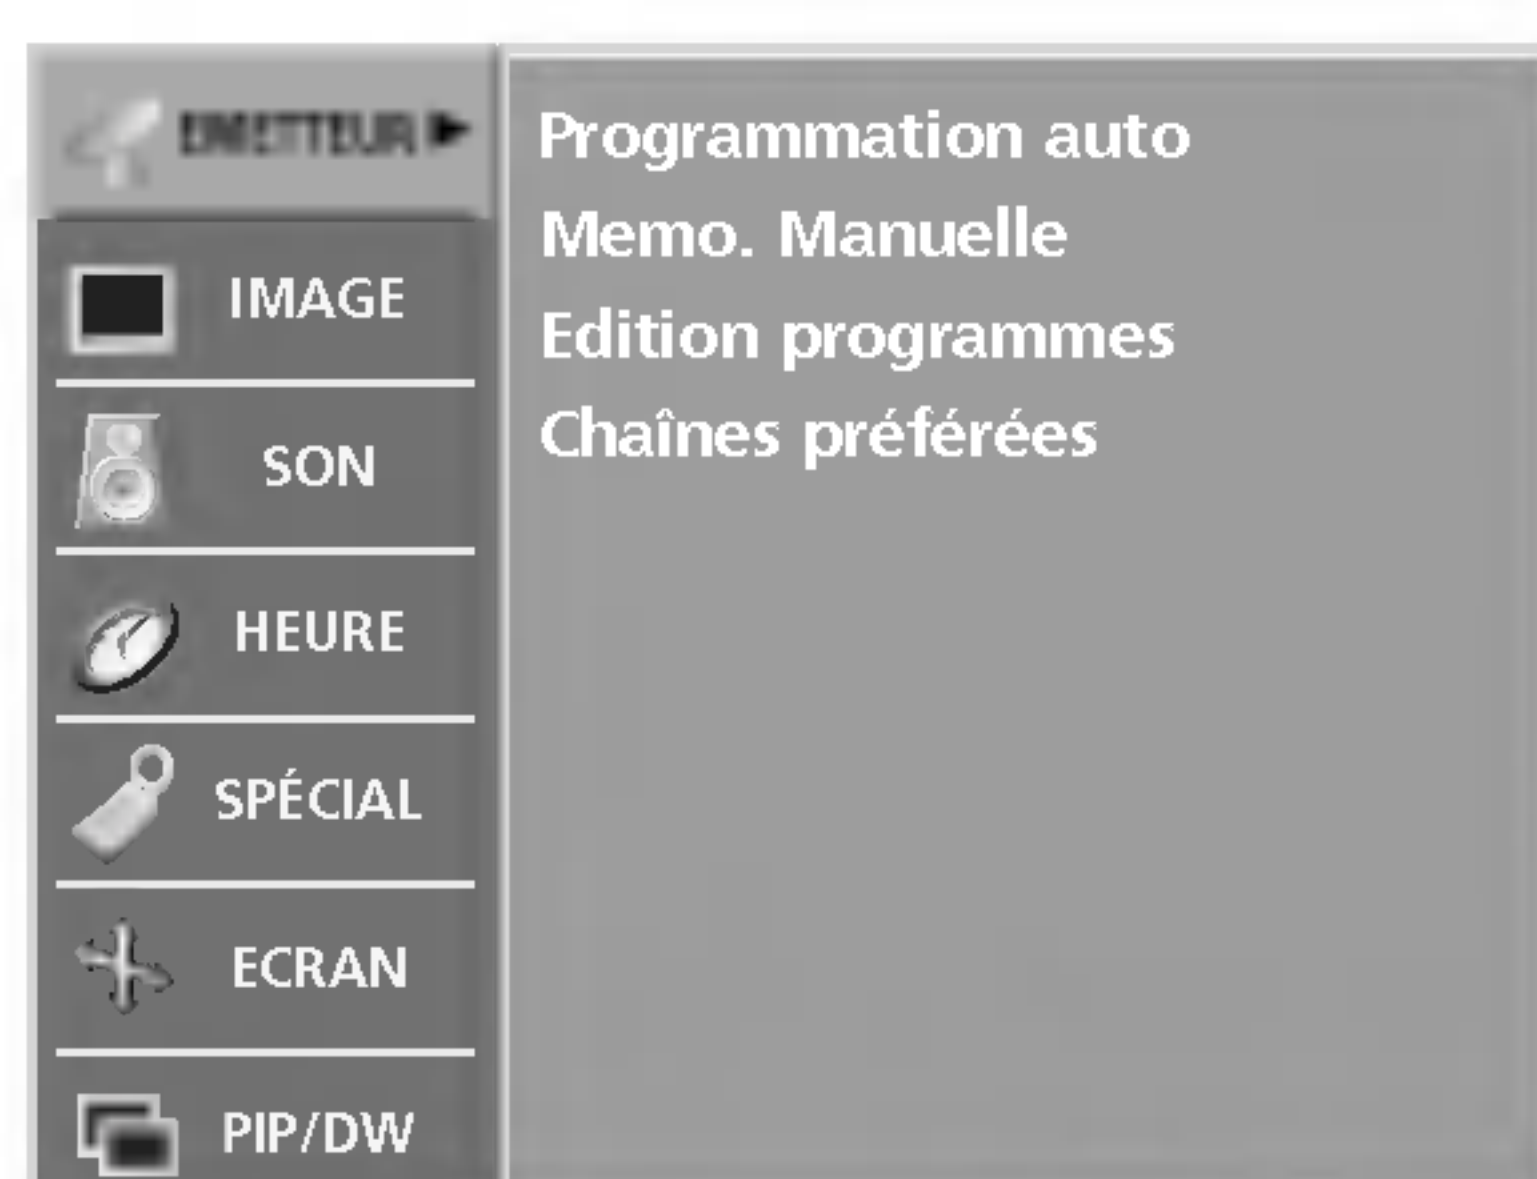 EMETTEUR
IMAGE
SON
HEURE
SPÉCIAL
ECRAN
PIP/DW
Programmation auto
Memo. Manuelle
Edition programmes
Chaînes préférées